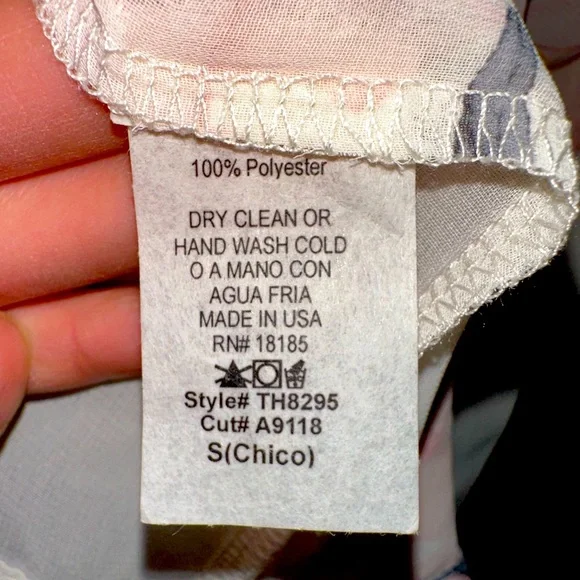 100% Polyester
DRY CLEAN OR
HAND WASH COLD
O A MANO CON
AGUA FRIA
MADE IN USA
RN# 18185
Style# TH8295
Cut# A9118
S(Chico)